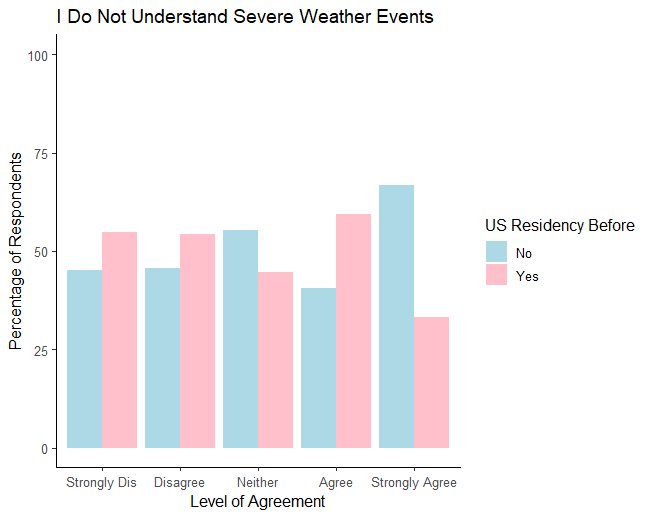 I Do Not Understand Severe Weather Events
Percentage of Respondents
100
75
50
25
0
Strongly Dis
Disagree
Neither
Agree
Strongly Agree
Level of Agreement
US Residency Before
No
Yes